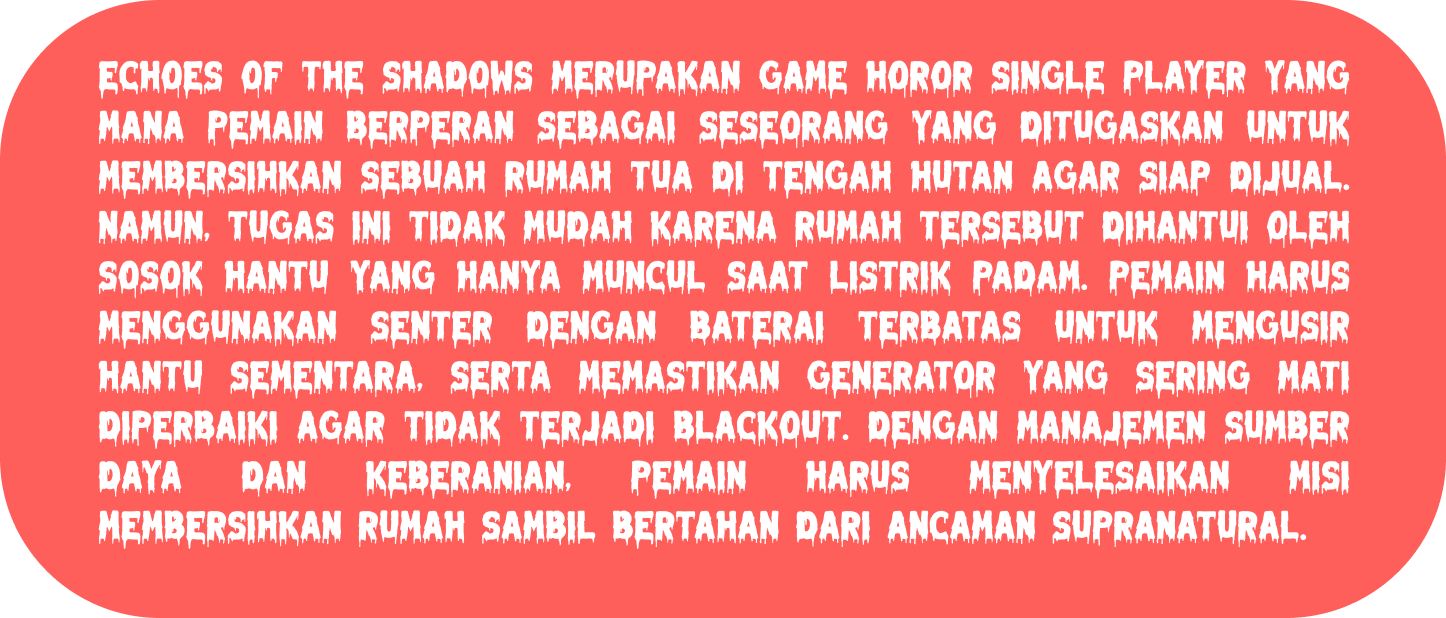 ECHOES OF THE SHADOWS MERUPAKAN GAME HOROR SINGLE PLAYER YANG
MANA PEMAIN BERPERAN SEBAGAI SESEORANG YANG DITUGASKAN UNTUK
MEMBERSIHKAN SEBUAH RUMAH TUA DI TENGAH HUTAN AGAR SIAP DIJUAL.
NAMUN, TUGAS INI TIDAK MUDAH KARENA RUMAH TERSEBUT DIHANTUI OLEH
SOSOK HANTU YANG HANYA MUNCUL SAAT LISTRIK PADAM. PEMAIN HARUS
MENGGUNAKAN SENTER DENGAN BATERAI TERBATAS UNTUK MENGUSIR
HANTU SEMENTARA, SERTA MEMASTIKAN GENERATOR YANG SERING MATI
DIPERBAIKI AGAR TIDAK TERJADI BLACKOUT. DENGAN MANAJEMEN SUMBER
DAYA DAN KEBERANIAN, PEMAIN HARUS MENYELESAIKAN MISI
MEMBERSIHKAN RUMAH SAMBIL BERTAHAN DARI ANCAMAN SUPRANATURAL.